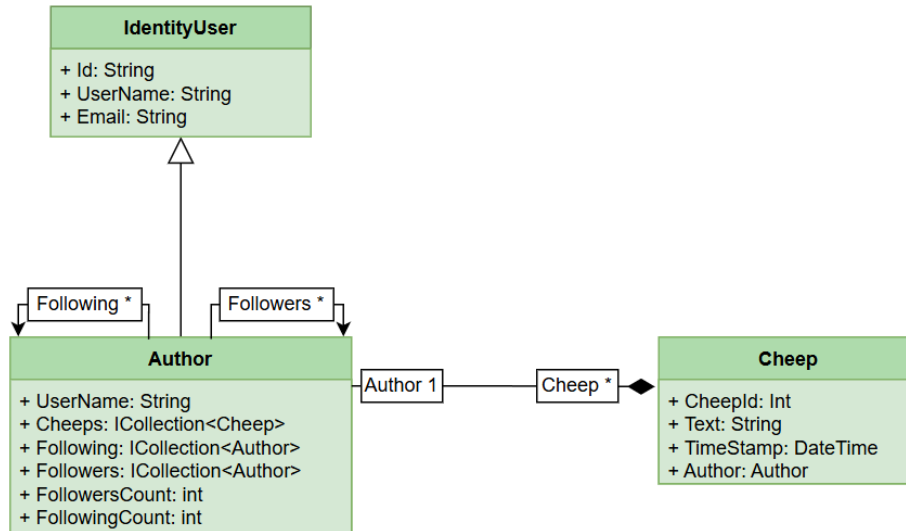 IdentityUser
+ Id: String
+ UserName: String
+ Email: String
Following *
Followers *
Author
+ UserName: String
+ Cheeps: ICollection<Cheep>
+ Following: ICollection<Author>
+ Followers: ICollection<Author>
+ FollowersCount: int
+ FollowingCount: int
Author 1
Cheep *
Cheep
+ CheepId: Int
+ Text: String
+ TimeStamp: DateTime
+ Author: Author